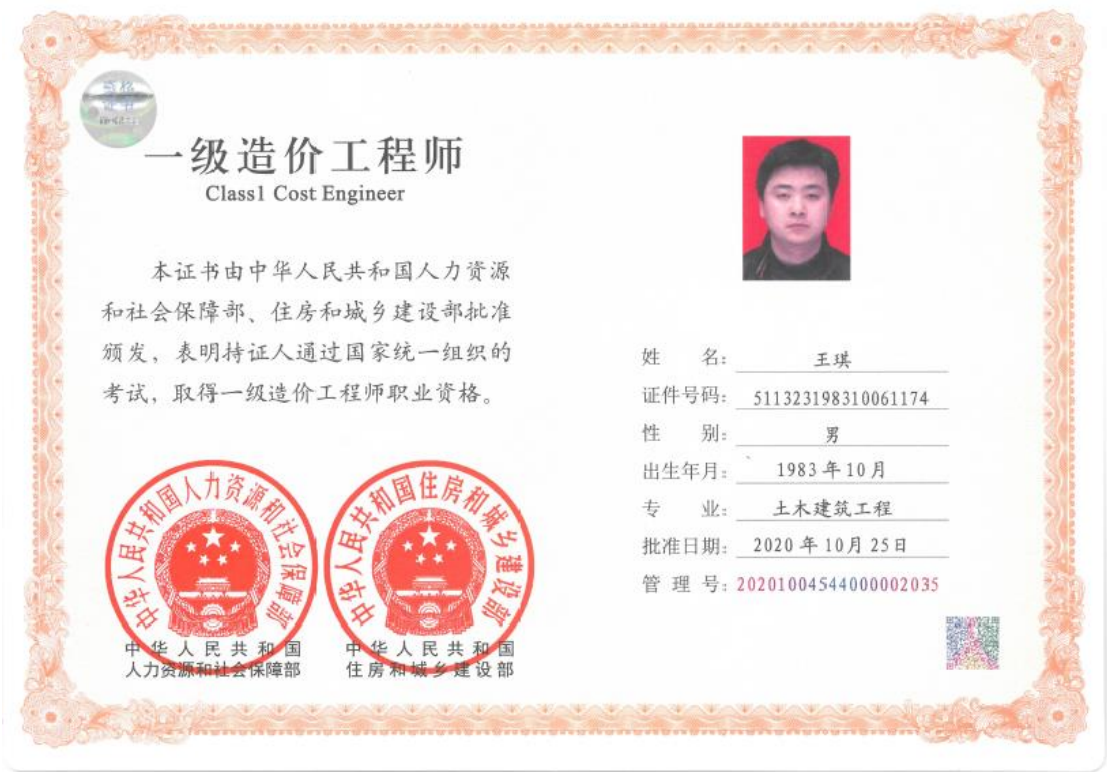 一级造价工程师
Class1 Cost Engineer
本证书由中华人民共和国人力资源
和社会保障部、住房和城乡建设部批准
颁发，表明持证人通过国家统一组织的
考试，取得一级造价工程师职业资格。
中华人民共和国人力资源和社会保障部
中华人民共和国住房和城乡建设部
中华人民共和国
人力资源和社会保障部
中华人民共和国
住房和城乡建设部
姓 名：王琪
证件号码：511323198310061174
性 别：男
出生年月：1983年10月
专 业：土木建筑工程
批准日期：2020年10月25日
管 理 号：20201004544000002035